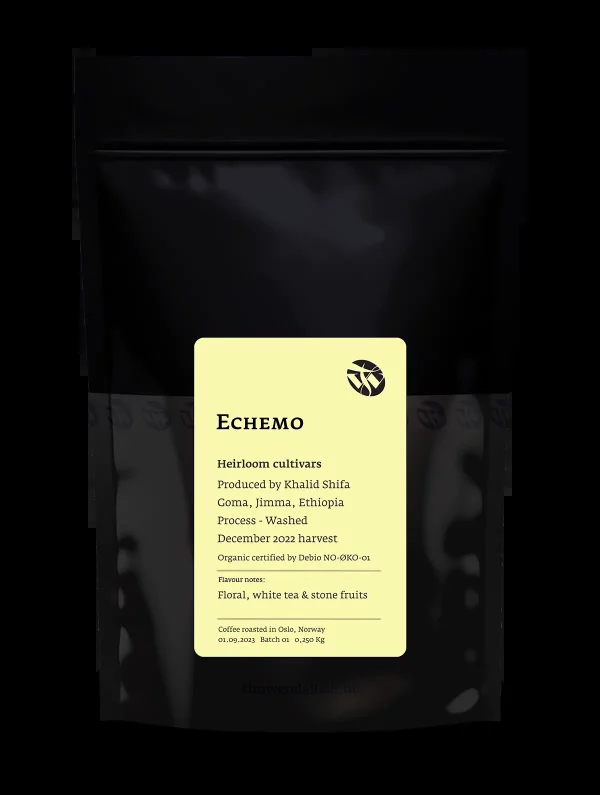 Echemo
Heirloom cultivars
Produced by Khalid Shifa
Goma, Jimma, Ethiopia
Process - Washed
December 2022 harvest
Organic certified by Debio NO-ØKO-01
Flavour notes:
Floral, white tea & stone fruits
Coffee roasted in Oslo, Norway
01.09.2023 Batch 01 0,250 Kg